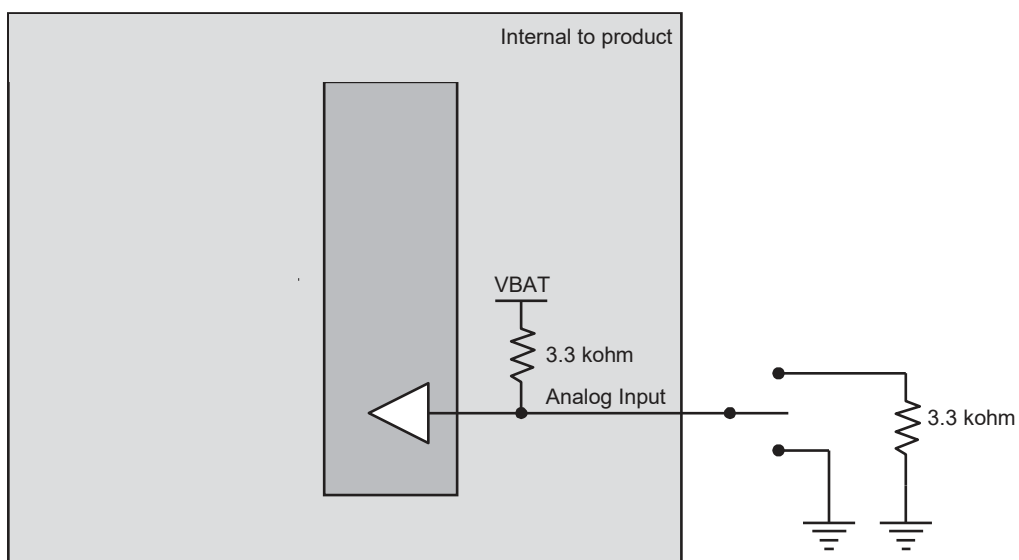 Internal to product
VBAT
3.3 kohm
Analog Input
3.3 kohm